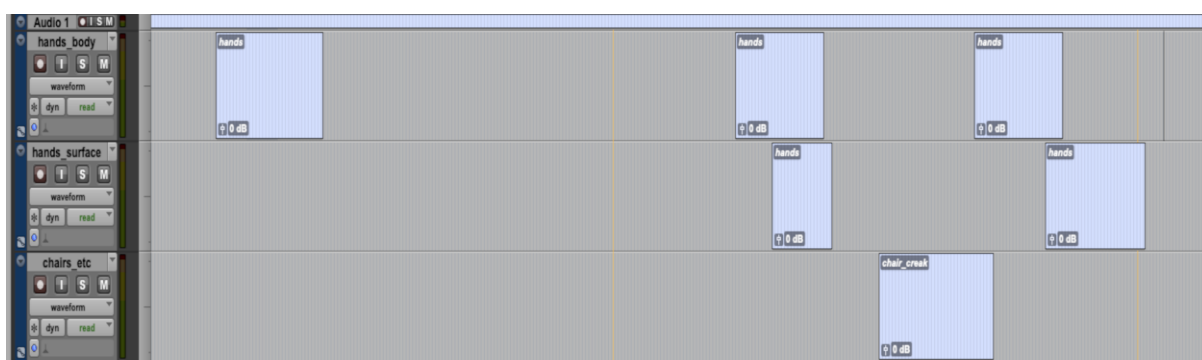 Audio 1 I S M
hands_body
hands
hands
hands
I S M
waveform
dyn read
0 dB
0 dB
0 dB
hands_surface
hands
hands
I S M
waveform
dyn read
0 dB
0 dB
chairs_etc
chair_creak
I S M
waveform
dyn read
0 dB